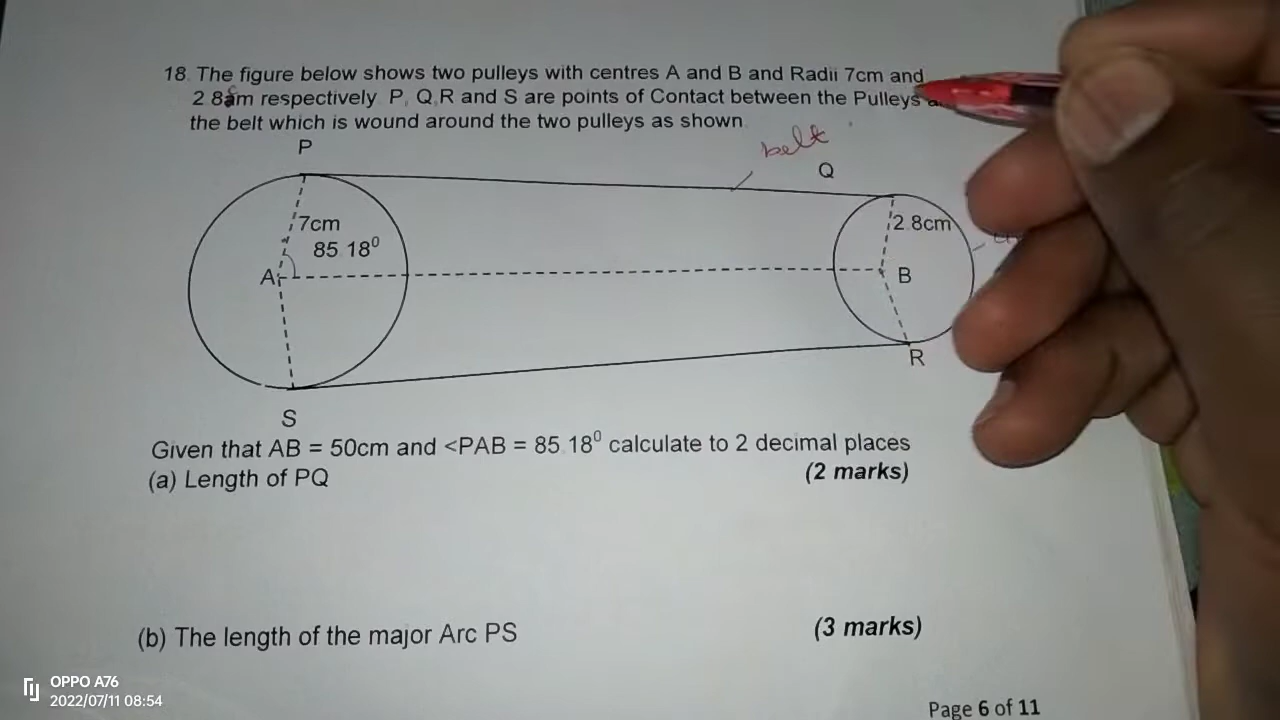 18. The figure below shows two pulleys with centres A and B and Radii 7cm and
2 8cm respectively P, Q,R and S are points of Contact between the Pulleys
the belt which is wound around the two pulleys as shown
belt
P
Q
7cm
2 8cm
85 18⁰
A
B
R
S
Given that AB = 50cm and <PAB = 85 18⁰ calculate to 2 decimal places
(a) Length of PQ (2 marks)
(b) The length of the major Arc PS (3 marks)
OPPO A76
2022/07/11 08:54
Page 6 of 11